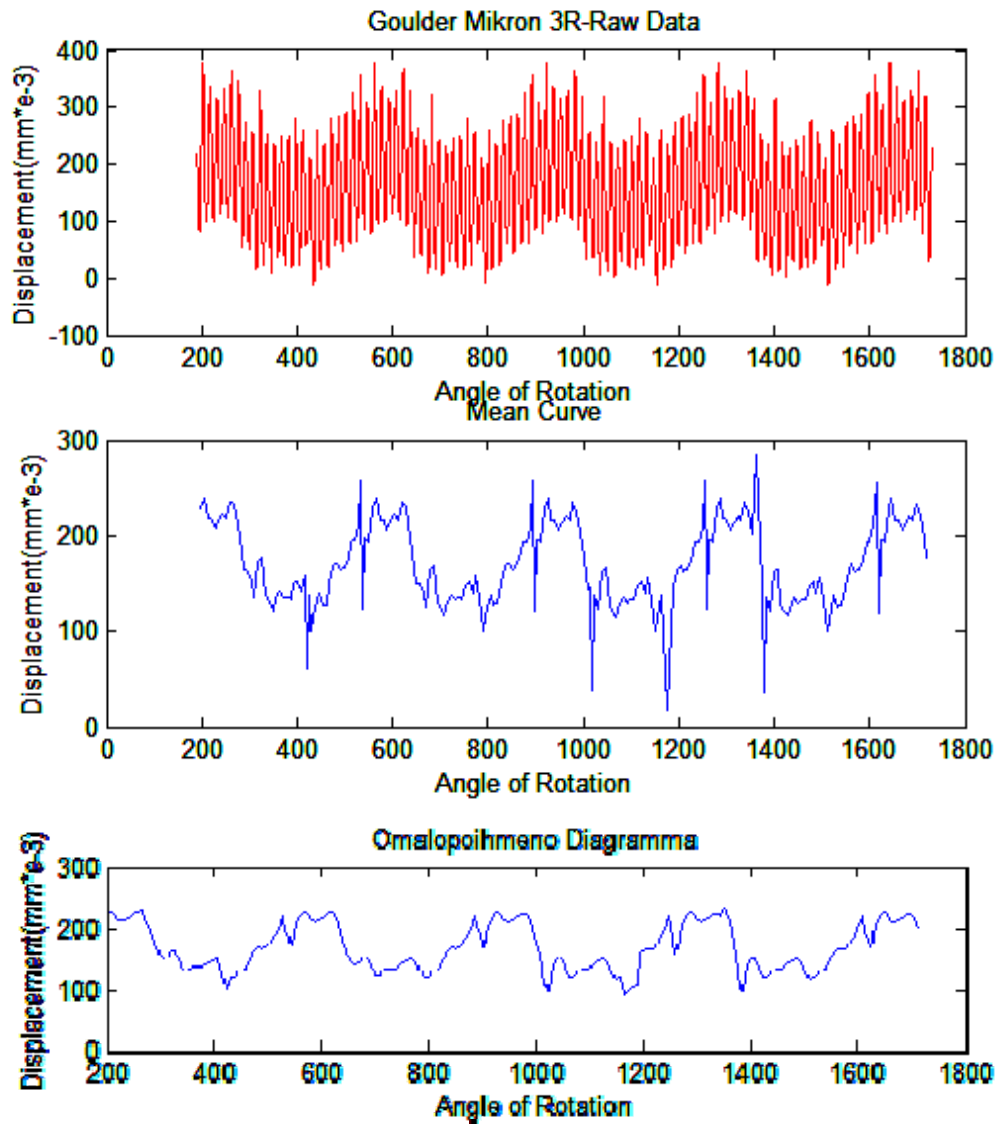 Goulder Mikron 3R-Raw Data
Displacement(mm*e-3)
400
300
200
100
0
-100
0 200 400 600 800 1000 1200 1400 1600 1800
Angle of Rotation
Mean Curve
Displacement(mm*e-3)
300
200
100
0
0 200 400 600 800 1000 1200 1400 1600 1800
Angle of Rotation
Omalopoihmeno Diagramma
Displacement(mm*e-3)
300
200
100
0
200 400 600 800 1000 1200 1400 1600 1800
Angle of Rotation